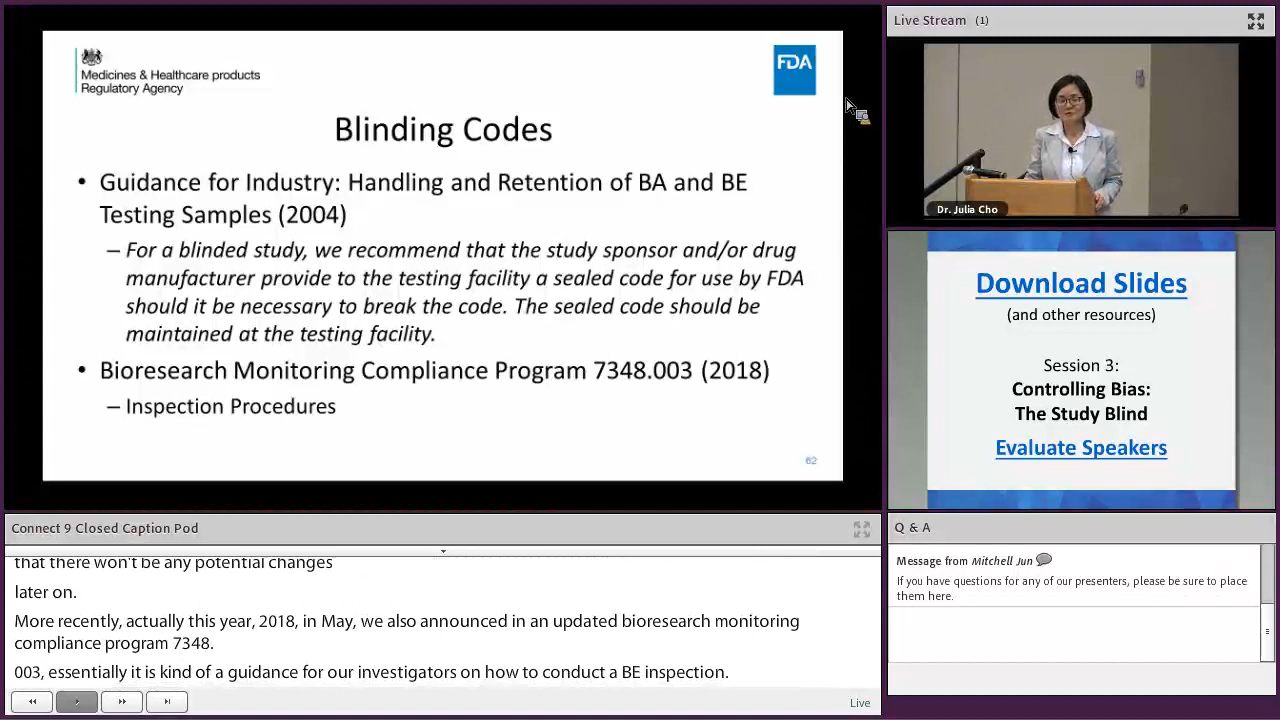 Medicines & Healthcare products
Regulatory Agency
FDA
Blinding Codes
• Guidance for Industry: Handling and Retention of BA and BE
Testing Samples (2004)
– For a blinded study, we recommend that the study sponsor and/or drug
manufacturer provide to the testing facility a sealed code for use by FDA
should it be necessary to break the code. The sealed code should be
maintained at the testing facility.
• Bioresearch Monitoring Compliance Program 7348.003 (2018)
– Inspection Procedures
62
Live Stream (1)
Dr. Julia Cho
Download Slides
(and other resources)
Session 3:
Controlling Bias:
The Study Blind
Evaluate Speakers
Connect 9 Closed Caption Pod
that there won't be any potential changes
later on.
More recently, actually this year, 2018, in May, we also announced in an updated bioresearch monitoring
compliance program 7348.
003, essentially it is kind of a guidance for our investigators on how to conduct a BE inspection.
Live
Q & A
Message from Mitchell Jun
If you have questions for any of our presenters, please be sure to place
them here.